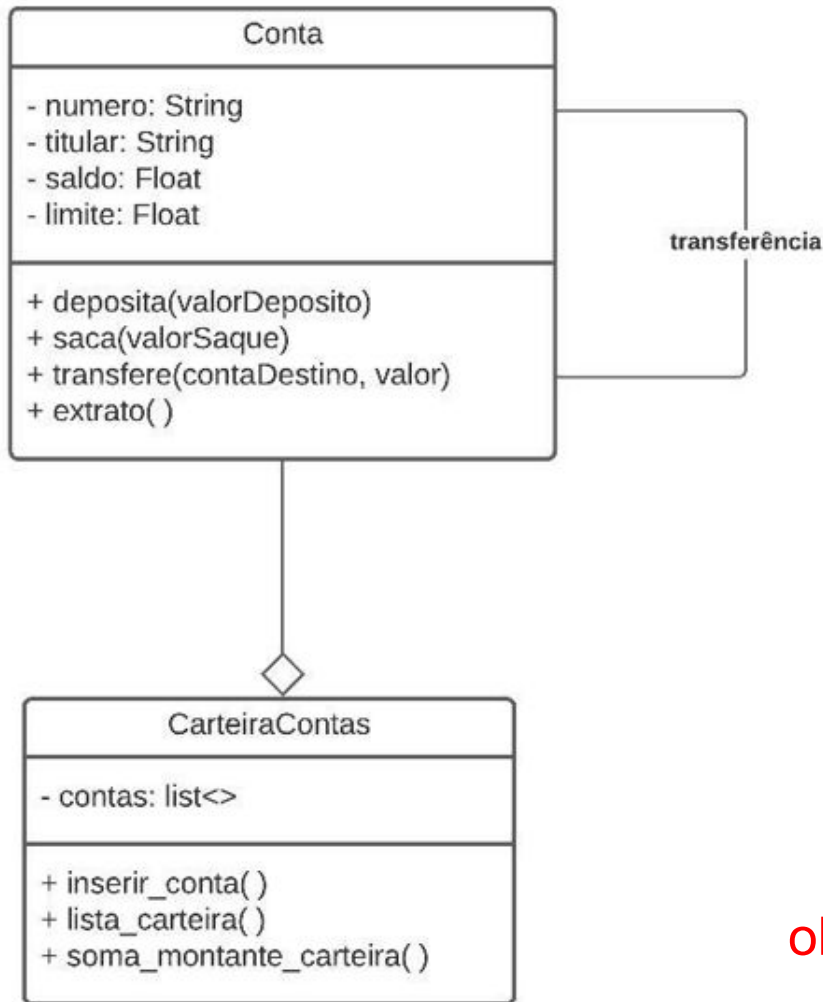 Conta
- numero: String
- titular: String
- saldo: Float
- limite: Float
transferência
+ deposita(valorDeposito)
+ saca(valorSaque)
+ transfere(contaDestino, valor)
+ extrato( )
CarteiraContas
- contas: list<>
+ inserir_conta( )
+ lista_carteira( )
+ soma_montante_carteira( )